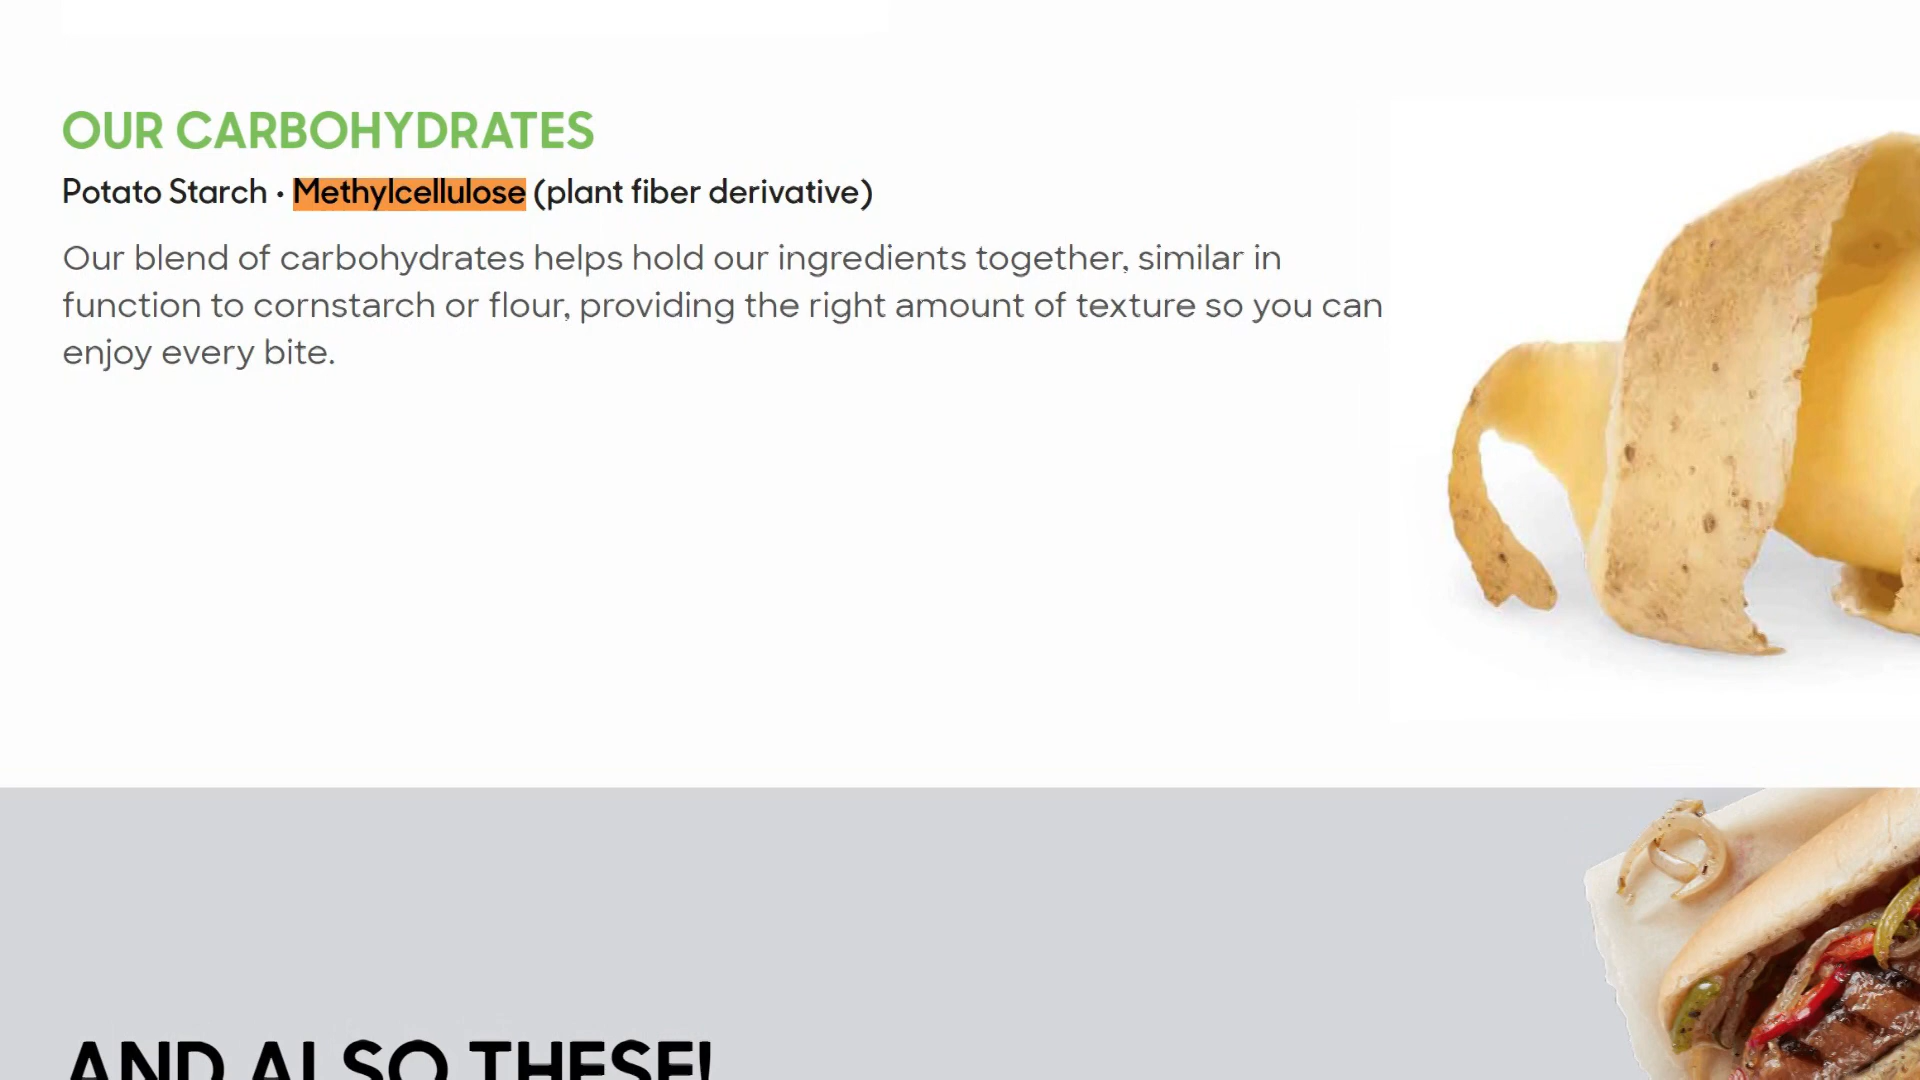 OUR CARBOHYDRATES
Potato Starch • Methylcellulose (plant fiber derivative)
Our blend of carbohydrates helps hold our ingredients together, similar in
function to cornstarch or flour, providing the right amount of texture so you can
enjoy every bite.
AND ALSO THESE!